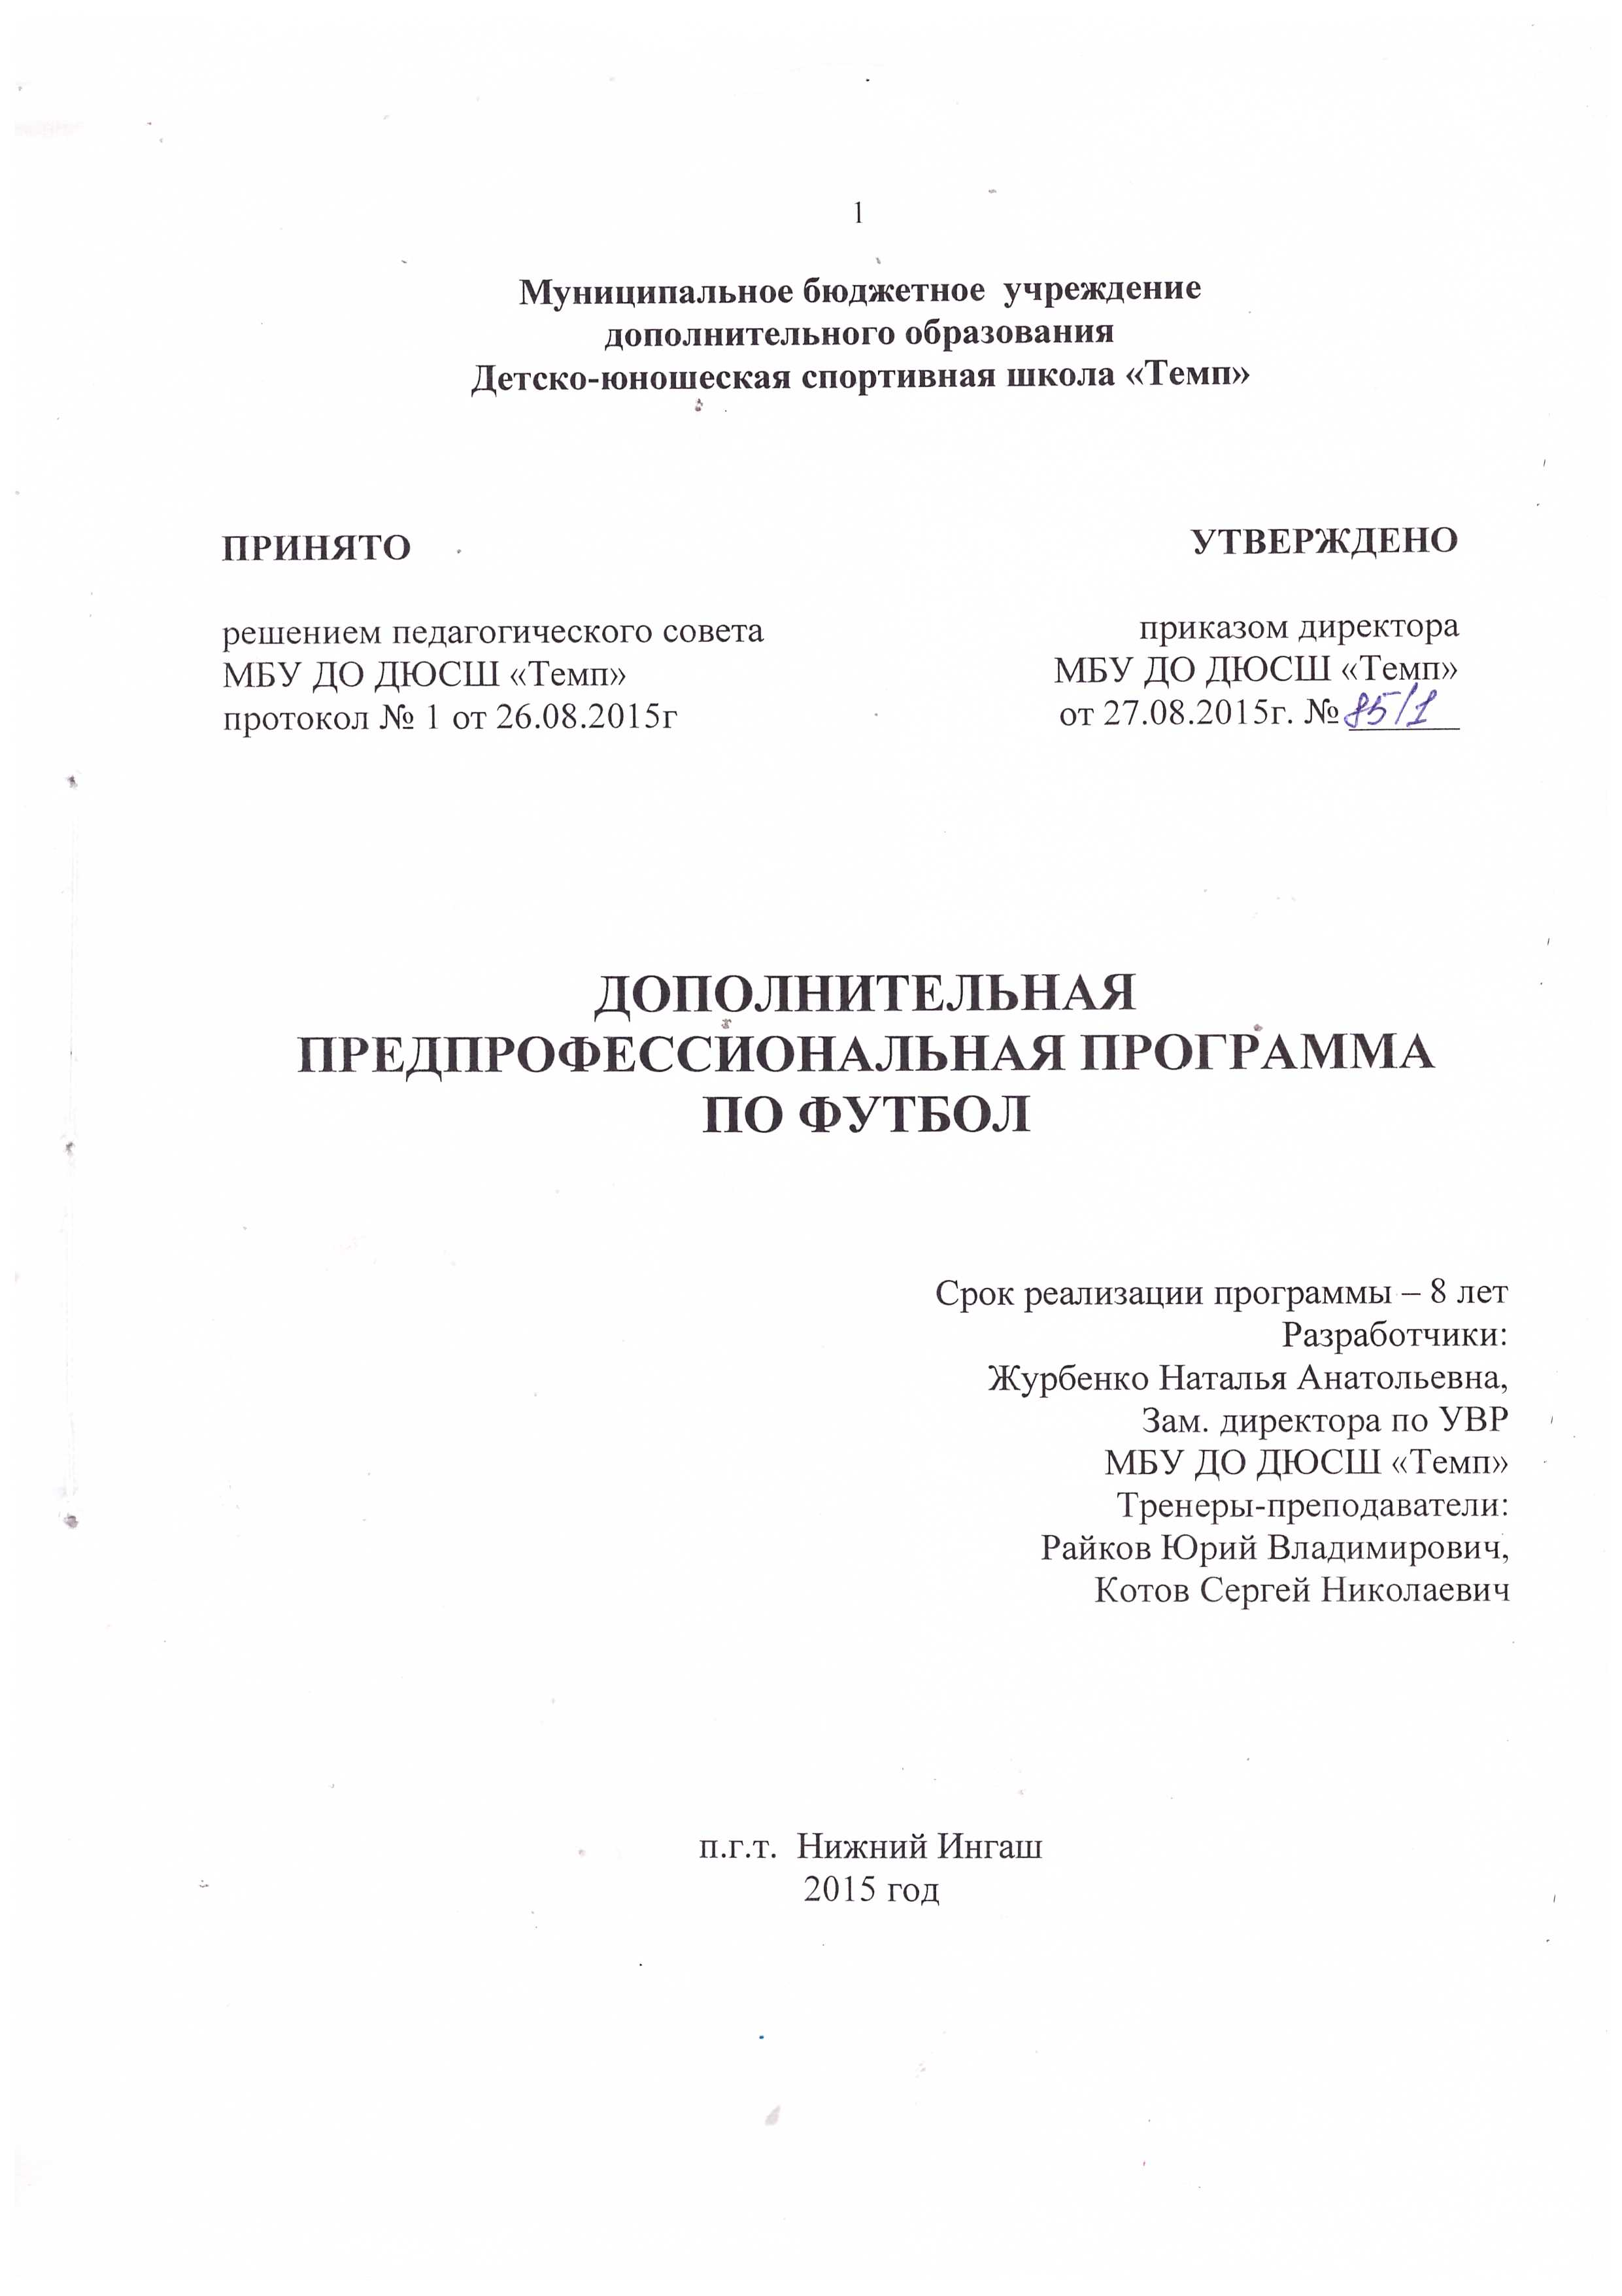 1
Муниципальное бюджетное учреждение
дополнительного образования
Детско-юношеская спортивная школа «Темп»
ПРИНЯТО
решением педагогического совета
МБУ ДО ДЮСШ «Темп»
протокол № 1 от 26.08.2015г
УТВЕРЖДЕНО
приказом директора
МБУ ДО ДЮСШ «Темп»
от 27.08.2015г. № 85/1
ДОПОЛНИТЕЛЬНАЯ
ПРЕДПРОФЕССИОНАЛЬНАЯ ПРОГРАММА
ПО ФУТБОЛ
Срок реализации программы – 8 лет
Разработчики:
Журбенко Наталья Анатольевна,
Зам. директора по УВР
МБУ ДО ДЮСШ «Темп»
Тренеры-преподаватели:
Райков Юрий Владимирович,
Котов Сергей Николаевич
п.г.т. Нижний Ингаш
2015 год